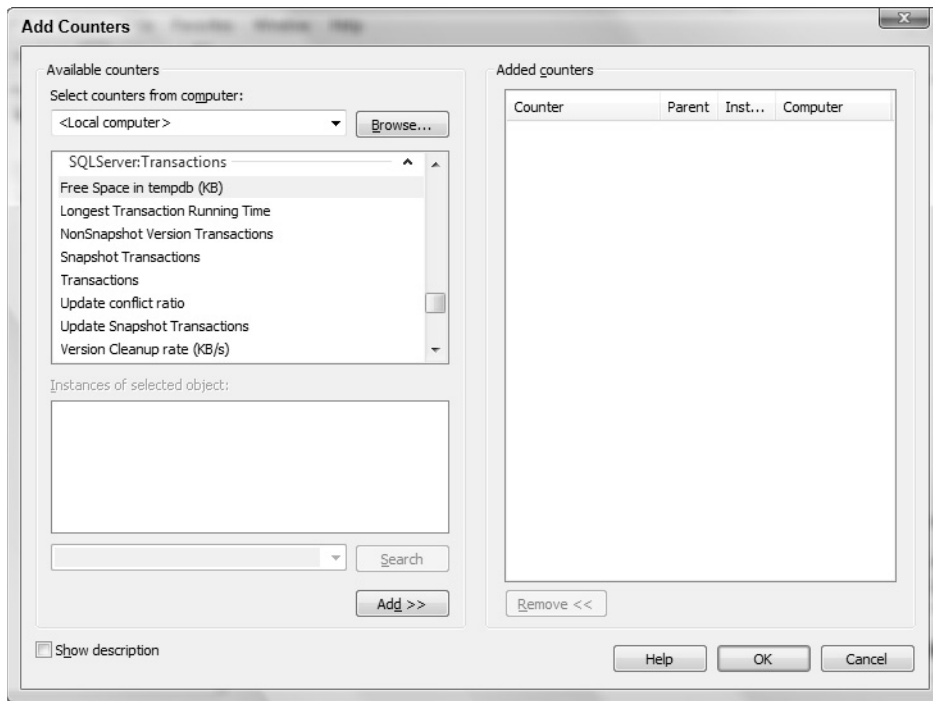 Add Counters
Available counters
Select counters from computer:
<Local computer>
Browse...
SQLServer:Transactions
Free Space in tempdb (KB)
Longest Transaction Running Time
NonSnapshot Version Transactions
Snapshot Transactions
Transactions
Update conflict ratio
Update Snapshot Transactions
Version Cleanup rate (KB/s)
Instances of selected object:
Search
Add >>
Show description
Added counters
Counter Parent Inst... Computer
Remove <<
Help OK Cancel